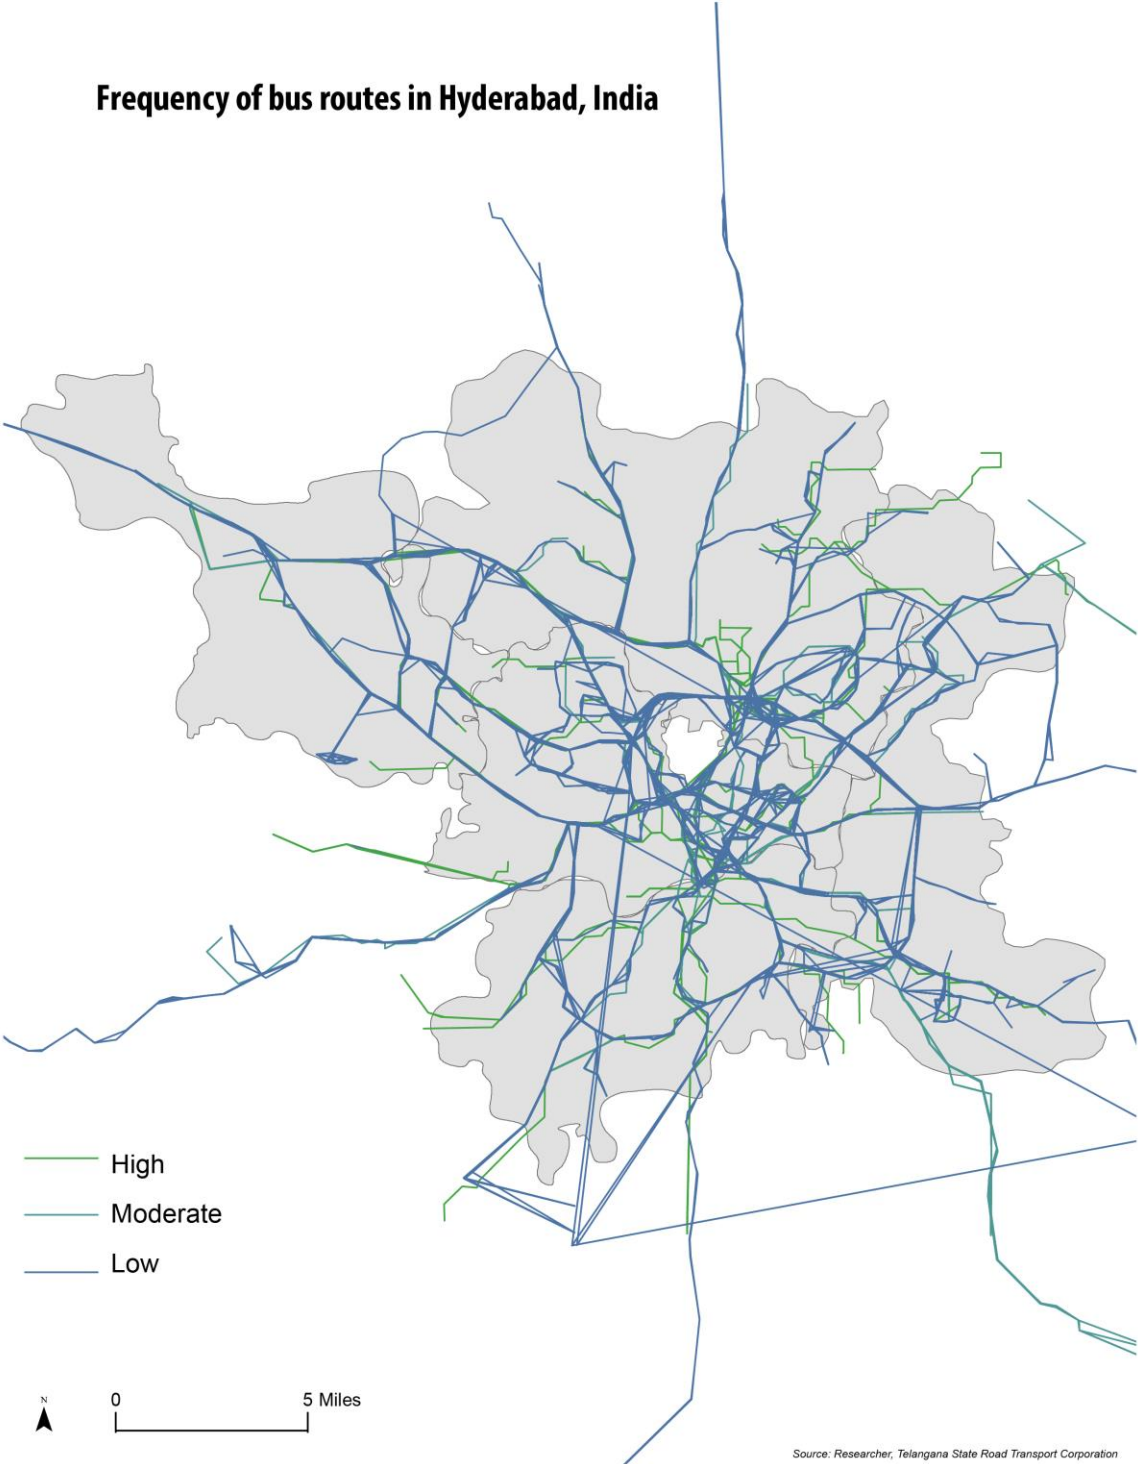 Frequency of bus routes in Hyderabad, India
High
Moderate
Low
N
0 5 Miles
Source: Researcher, Telangana State Road Transport Corporation